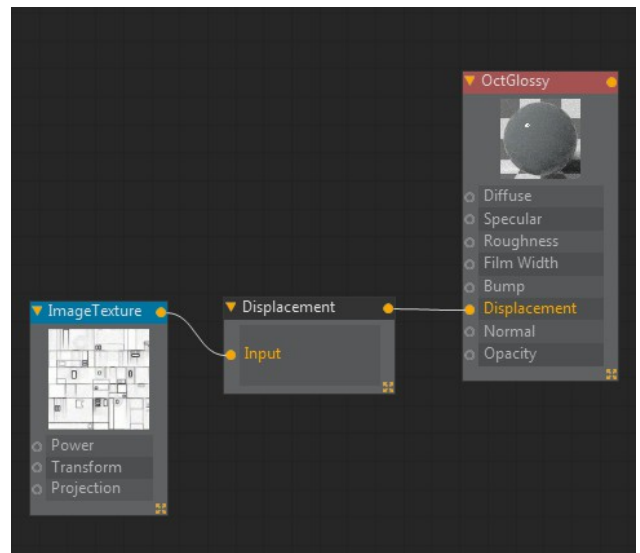 OctGlossy
Diffuse
Specular
Roughness
Film Width
Bump
Displacement
Normal
Opacity
Displacement
Input
ImageTexture
Power
Transform
Projection